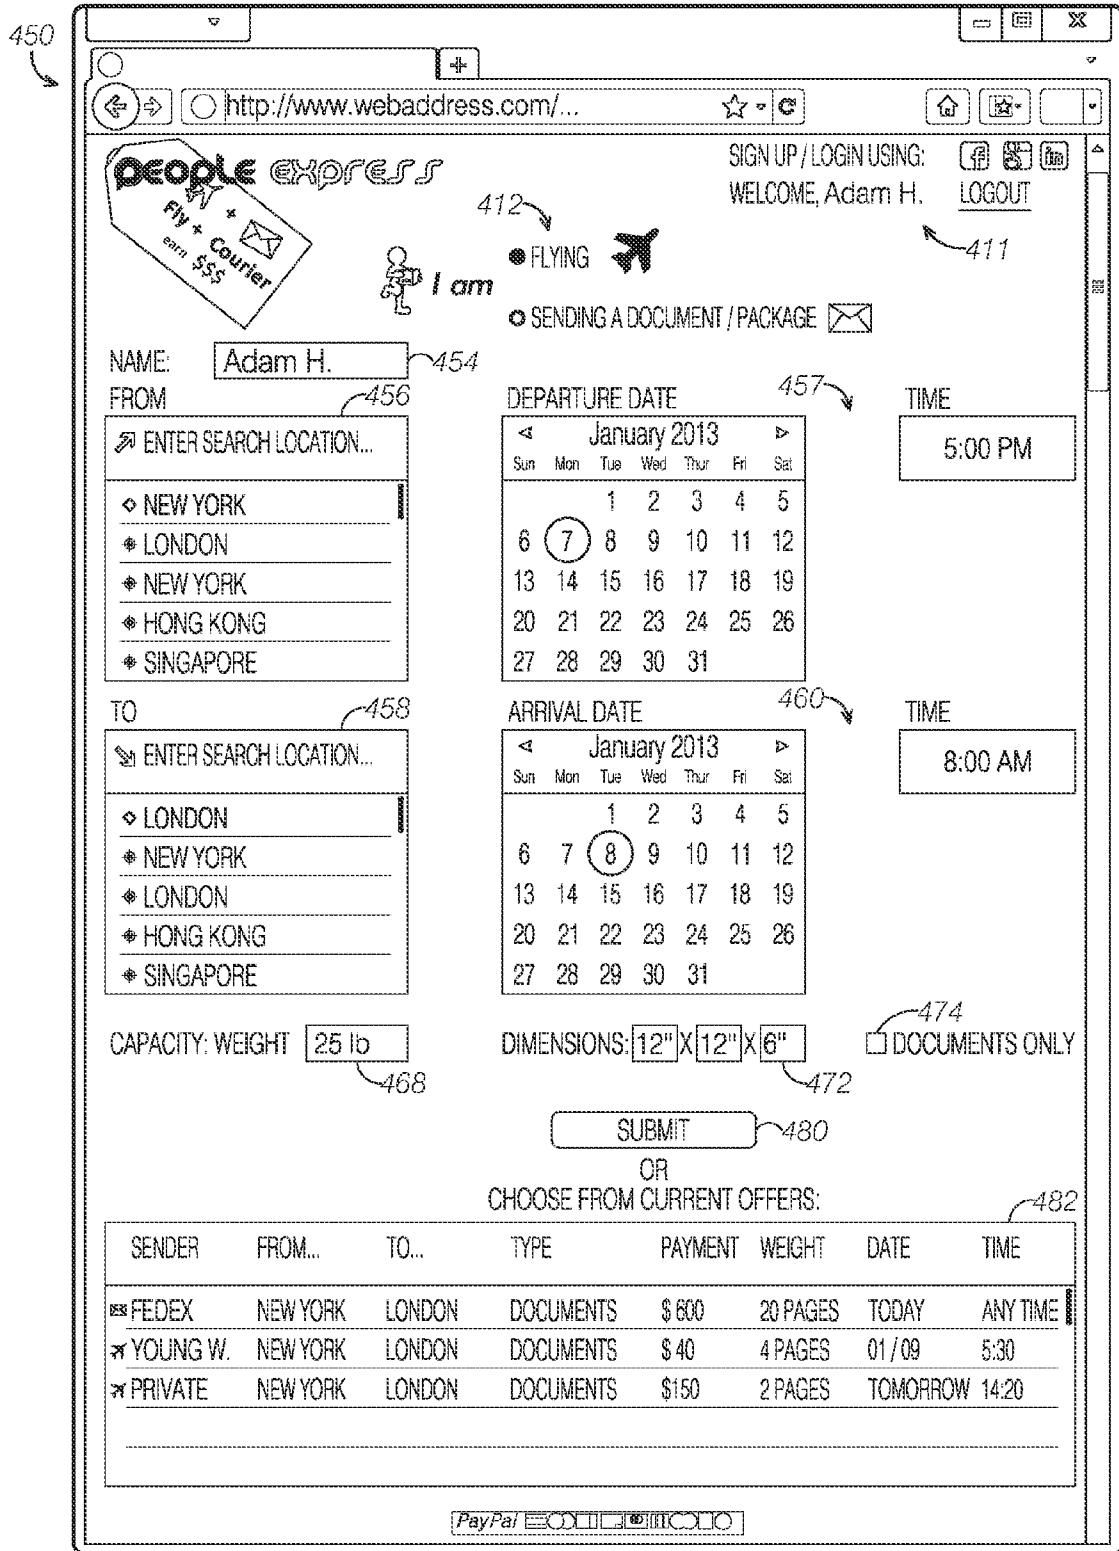 450
http://www.webaddress.com/...
people express
SIGN UP / LOGIN USING:
WELCOME, Adam H. LOGOUT
411
Fly + Courier
earn $$$
412
I am
FLYING
SENDING A DOCUMENT / PACKAGE
NAME: Adam H. 454
FROM 456
ENTER SEARCH LOCATION...
NEW YORK
LONDON
NEW YORK
HONG KONG
SINGAPORE
DEPARTURE DATE 457
January 2013
Sun Mon Tue Wed Thur Fri Sat
1 2 3 4 5
6 7 8 9 10 11 12
13 14 15 16 17 18 19
20 21 22 23 24 25 26
27 28 29 30 31
TIME
5:00 PM
TO 458
ENTER SEARCH LOCATION...
LONDON
NEW YORK
LONDON
HONG KONG
SINGAPORE
ARRIVAL DATE 460
January 2013
Sun Mon Tue Wed Thur Fri Sat
1 2 3 4 5
6 7 8 9 10 11 12
13 14 15 16 17 18 19
20 21 22 23 24 25 26
27 28 29 30 31
TIME
8:00 AM
CAPACITY: WEIGHT 25 lb
468
DIMENSIONS: 12" X 12" X 6"
472
474
DOCUMENTS ONLY
SUBMIT 480
OR
CHOOSE FROM CURRENT OFFERS:
482
SENDER FROM... TO... TYPE PAYMENT WEIGHT DATE TIME
FEDEX NEW YORK LONDON DOCUMENTS $ 600 20 PAGES TODAY ANY TIME
YOUNG W. NEW YORK LONDON DOCUMENTS $ 40 4 PAGES 01 / 09 5:30
PRIVATE NEW YORK LONDON DOCUMENTS $150 2 PAGES TOMORROW 14:20
PayPal